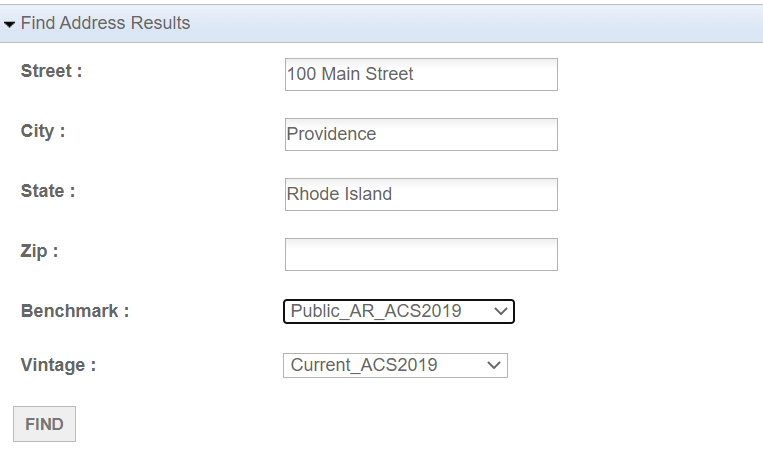 Find Address Results
Street : 100 Main Street
City : Providence
State : Rhode Island
Zip :
Benchmark : Public_AR_ACS2019
Vintage : Current_ACS2019
FIND